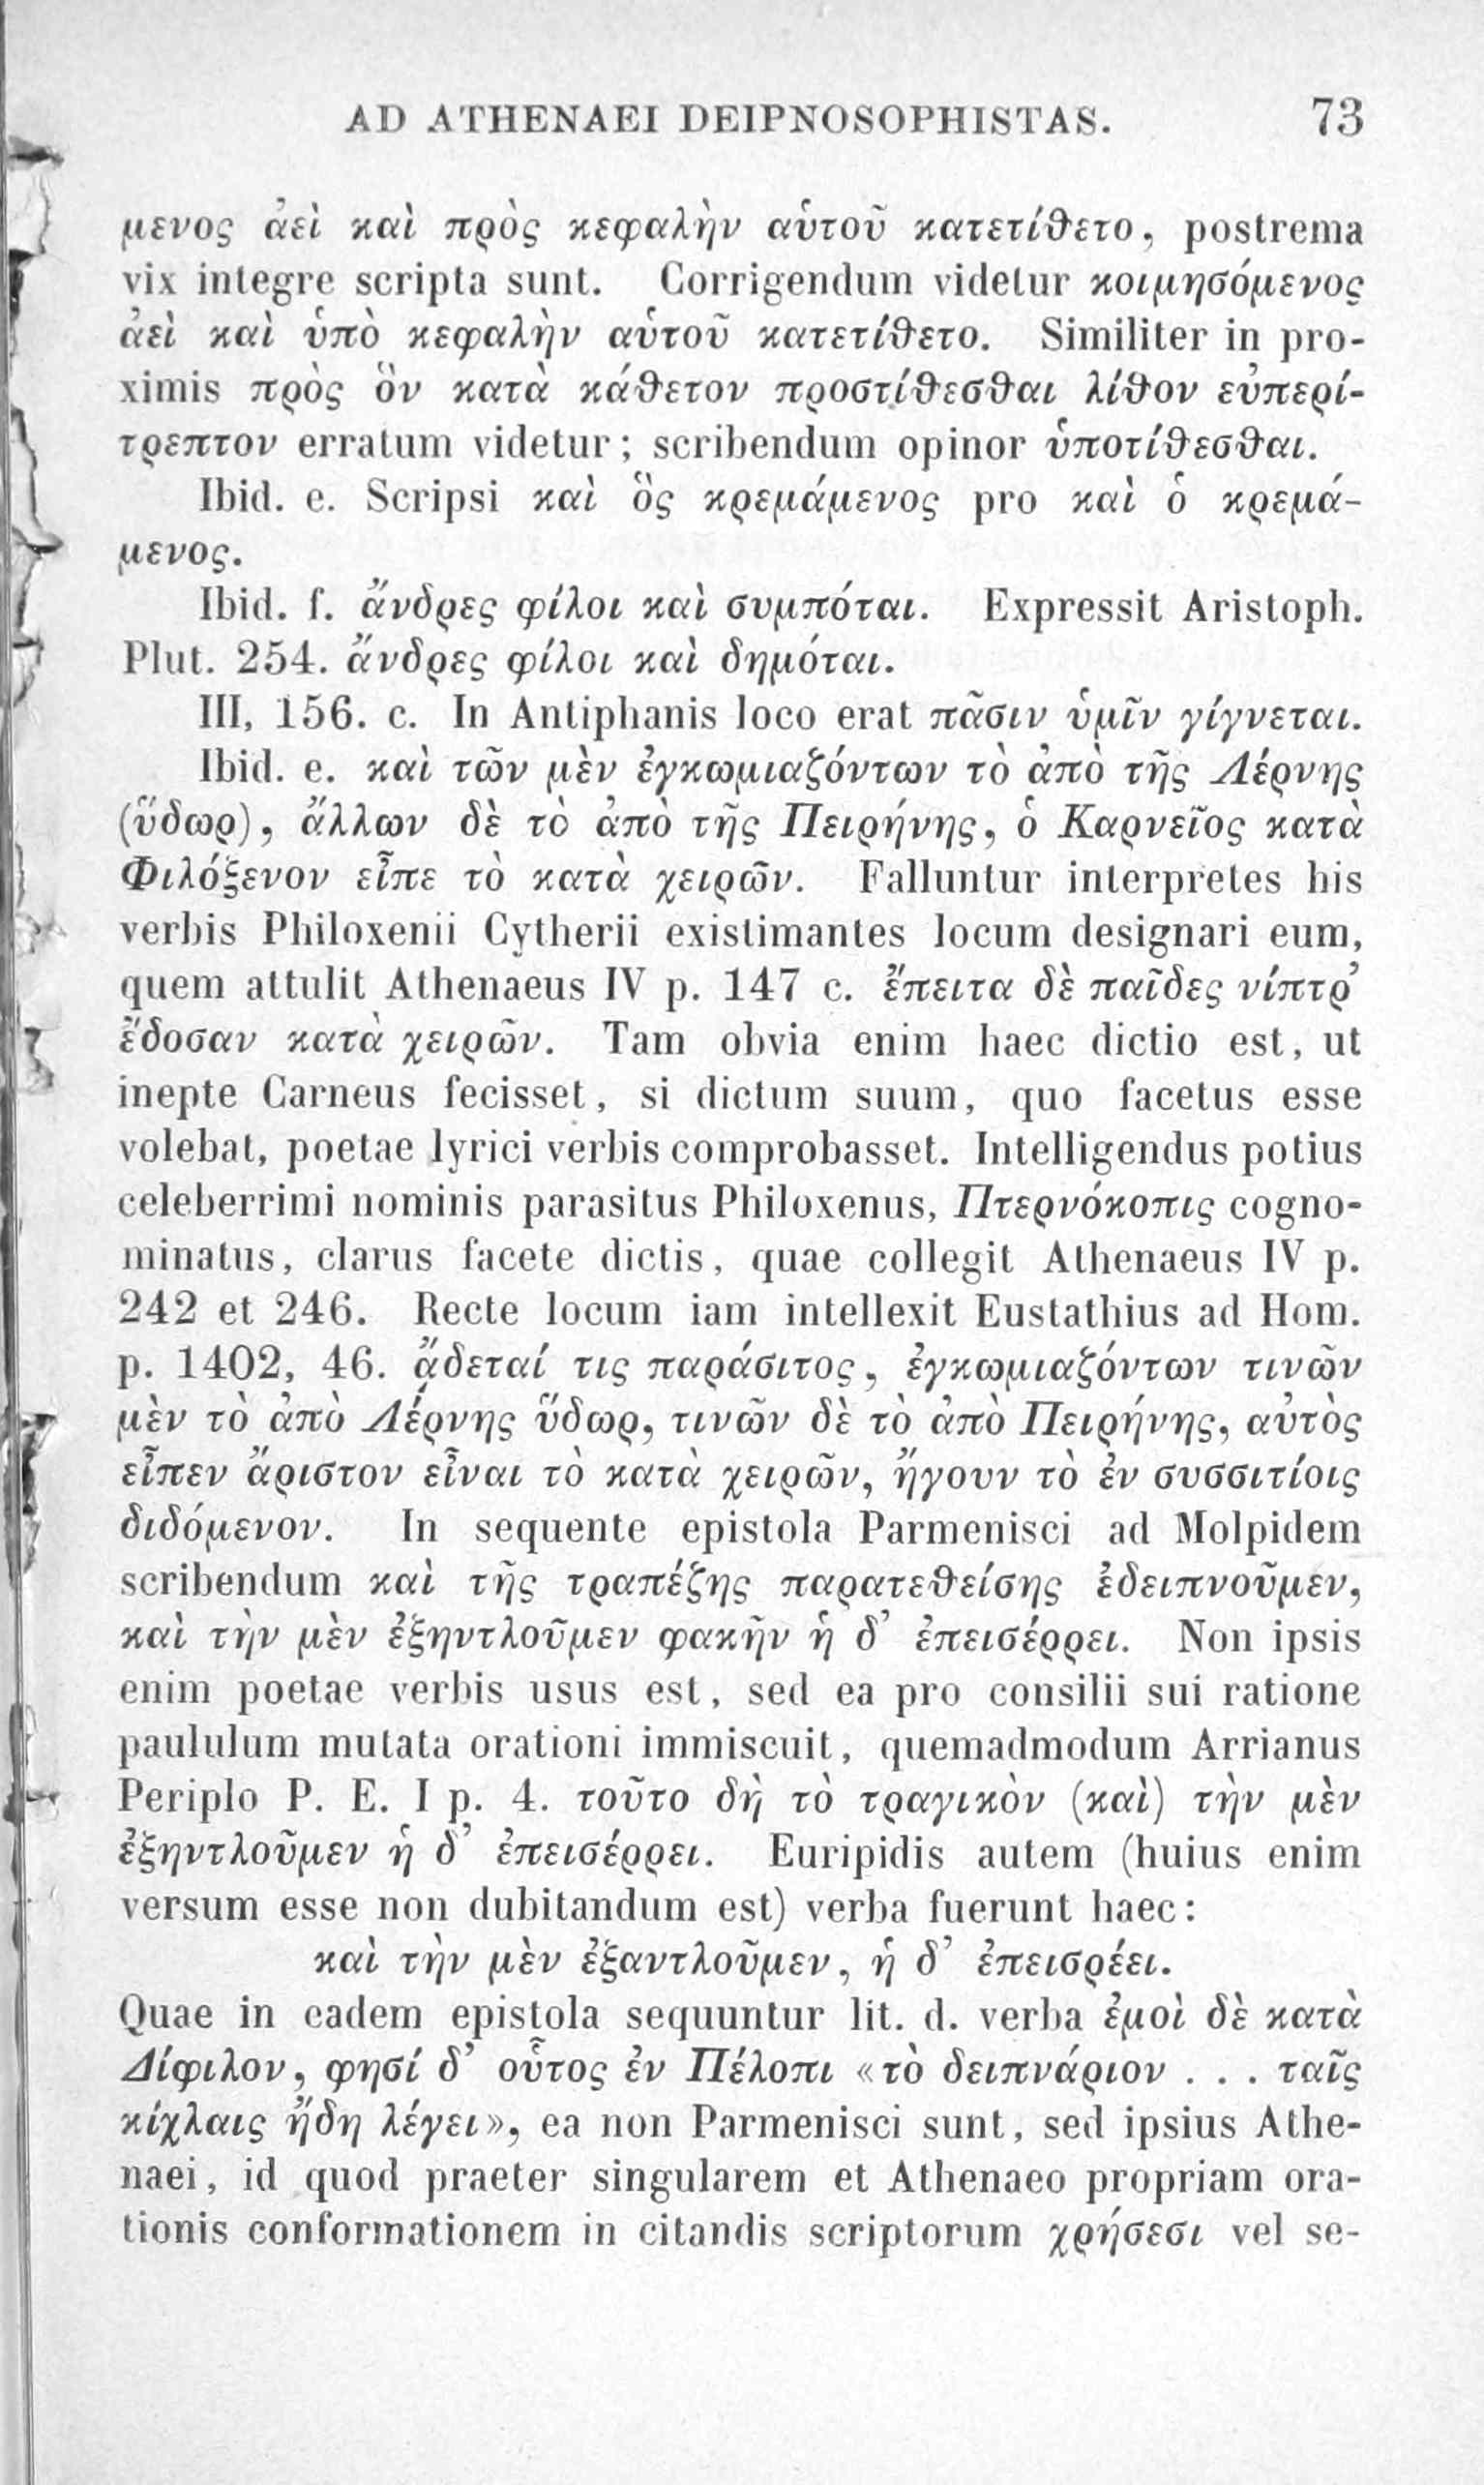 AD ATHENAEI DEIPNOSOPHISTAS. 73
μενος ἀεὶ καὶ πρὸς κεφαλὴν αὑτοῦ κατετίθετο, postrema
vix integre scripta sunt. Corrigendum videtur κοιμησόμενος
ἀεὶ καὶ ὑπὸ κεφαλὴν αὑτοῦ κατετίθετο. Similiter in pro-
ximis πρὸς ὃν κατὰ κάθετον προστίθεσθαι λίθον εὐπερί-
τρεπτον erratum videtur; scribendum opinor ὑποτίθεσθαι.
Ibid. e. Scripsi καὶ ὃς κρεμάμενος pro καὶ ὁ κρεμά-
μενος.
Ibid. f. ἄνδρες φίλοι καὶ συμπόται. Expressit Aristoph.
Plut. 254. ἄνδρες φίλοι καὶ δημόται.
III, 156. c. In Antiphanis loco erat πᾶσιν ὑμῖν γίγνεται.
Ibid. e. καὶ τῶν μὲν ἐγκωμιαζόντων τὸ ἀπὸ τῆς Λέρνης
(ὕδωρ), ἄλλων δὲ τὸ ἀπὸ τῆς Πειρήνης, ὁ Καρνεῖος κατὰ
Φιλόξενον εἶπε τὸ κατὰ χειρῶν. Falluntur interpretes his
verbis Philoxenii Cytherii existimantes locum designari eum,
quem attulit Athenaeus IV p. 147 c. ἔπειτα δὲ παῖδες νίπτρ’
ἔδοσαν κατὰ χειρῶν. Tam obvia enim haec dictio est, ut
inepte Carneus fecisset, si dictum suum, quo facetus esse
volebat, poetae lyrici verbis comprobasset. Intelligendus potius
celeberrimi nominis parasitus Philoxenus, Πτερνόκοπις cogno-
minatus, clarus facete dictis, quae collegit Athenaeus IV p.
242 et 246. Recte locum iam intellexit Eustathius ad Hom.
p. 1402, 46. ᾄδεταί τις παράσιτος, ἐγκωμιαζόντων τινῶν
μὲν τὸ ἀπὸ Λέρνης ὕδωρ, τινῶν δὲ τὸ ἀπὸ Πειρήνης, αὐτὸς
εἶπεν ἄριστον εἶναι τὸ κατὰ χειρῶν, ἤγουν τὸ ἐν συσσιτίοις
διδόμενον. In sequente epistola Parmenisci ad Molpidem
scribendum καὶ τῆς τραπέζης παρατεθείσης ἐδειπνοῦμεν,
καὶ τὴν μὲν ἐξηντλοῦμεν φακῆν ἡ δ’ ἐπεισέρρει. Non ipsis
enim poetae verbis usus est, sed ea pro consilii sui ratione
paululum mutata orationi immiscuit, quemadmodum Arrianus
Periplo P. E. I p. 4. τοῦτο δὴ τὸ τραγικὸν (καὶ) τὴν μὲν
ἐξηντλοῦμεν ἡ δ’ ἐπεισέρρει. Euripidis autem (huius enim
versum esse non dubitandum est) verba fuerunt haec:
καὶ τὴν μὲν ἐξαντλοῦμεν, ἡ δ’ ἐπεισρέει.
Quae in eadem epistola sequuntur lit. d. verba ἐμοὶ δὲ κατὰ
Δίφιλον, φησί δ’ οὗτος ἐν Πέλοπι «τὸ δειπνάριον . . . ταῖς
κίχλαις ἤδη λέγει», ea non Parmenisci sunt, sed ipsius Athe-
naei, id quod praeter singularem et Athenaeo propriam ora-
tionis conformationem in citandis scriptorum χρήσεσι vel se-